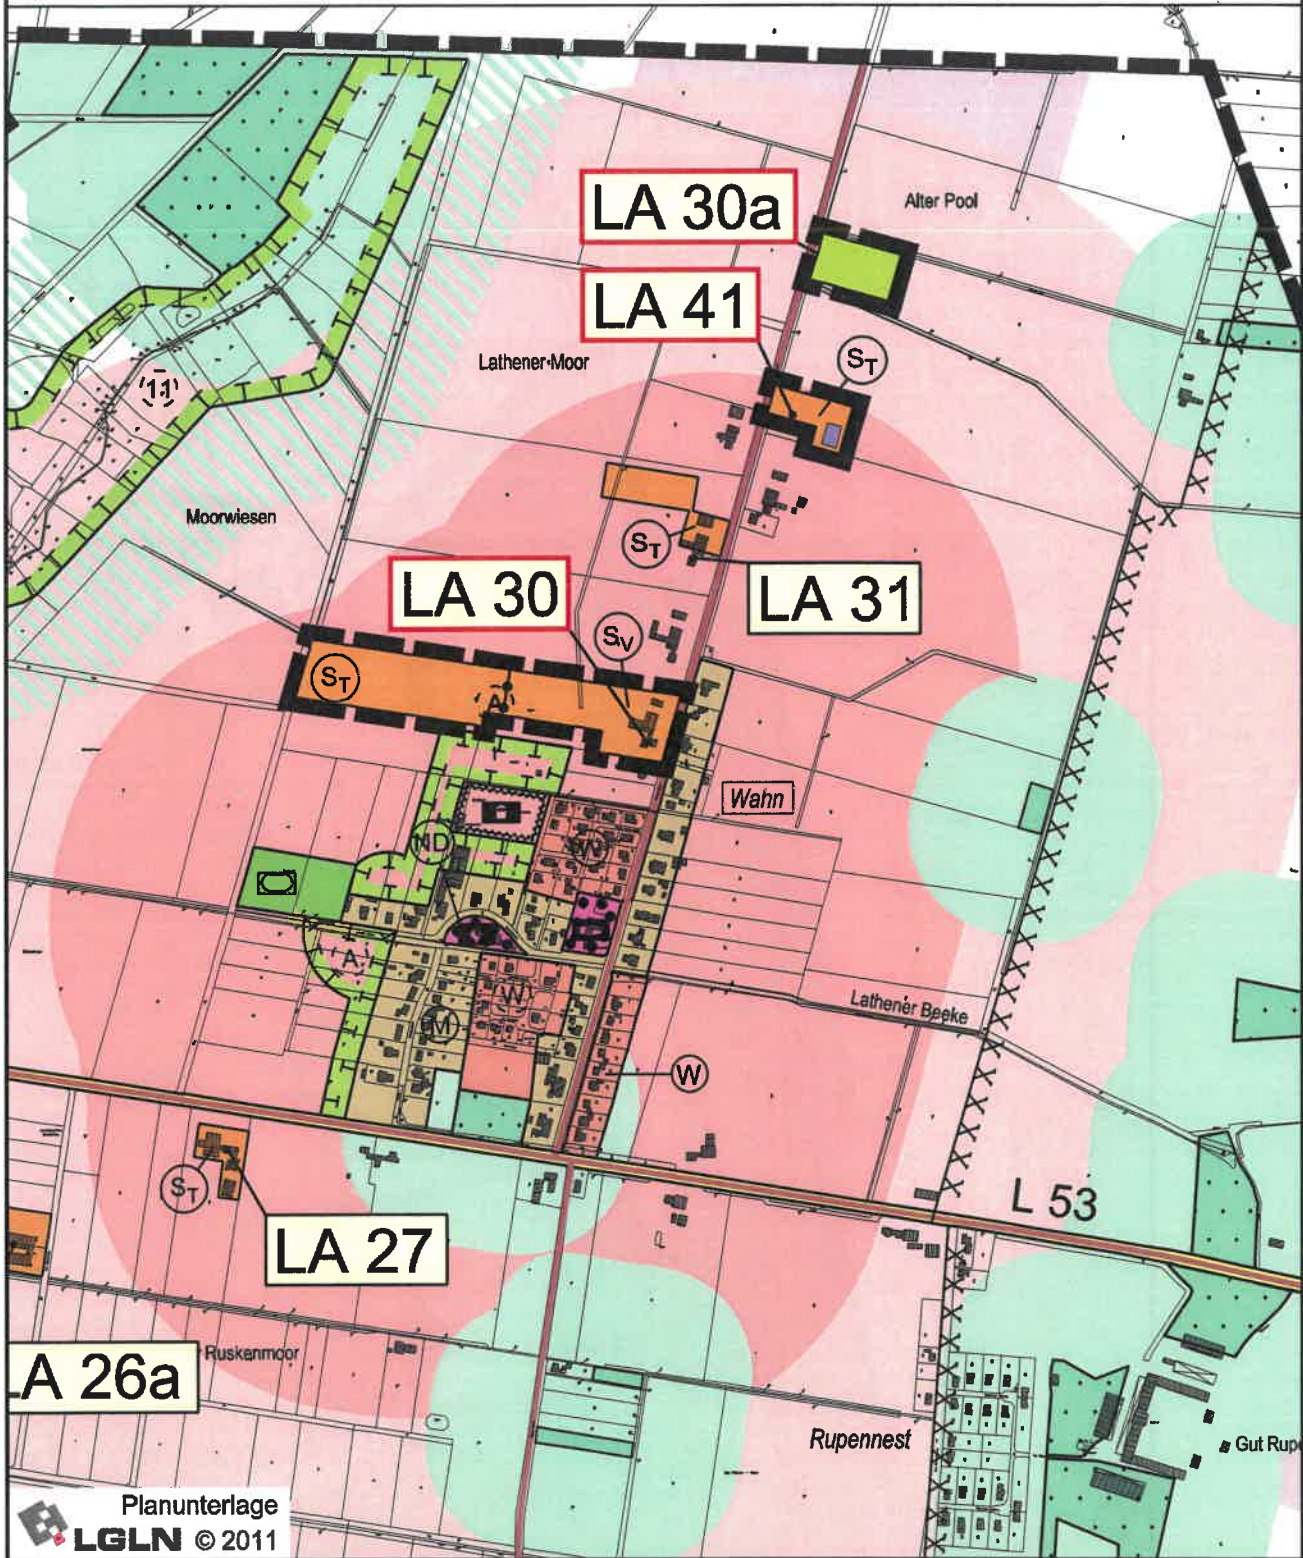 LA 30a
Alter Pool
LA 41
Lathener-Moor
ST
11
Moorwiesen
ST
LA 30
LA 31
SV
ST
A
Wahn
ND
W
A
Lathener Beeke
W
M
W
ST
L 53
LA 27
Ruskenmoor
A 26a
Rupennest
Gut Rup
Planunterlage
LGLN © 2011